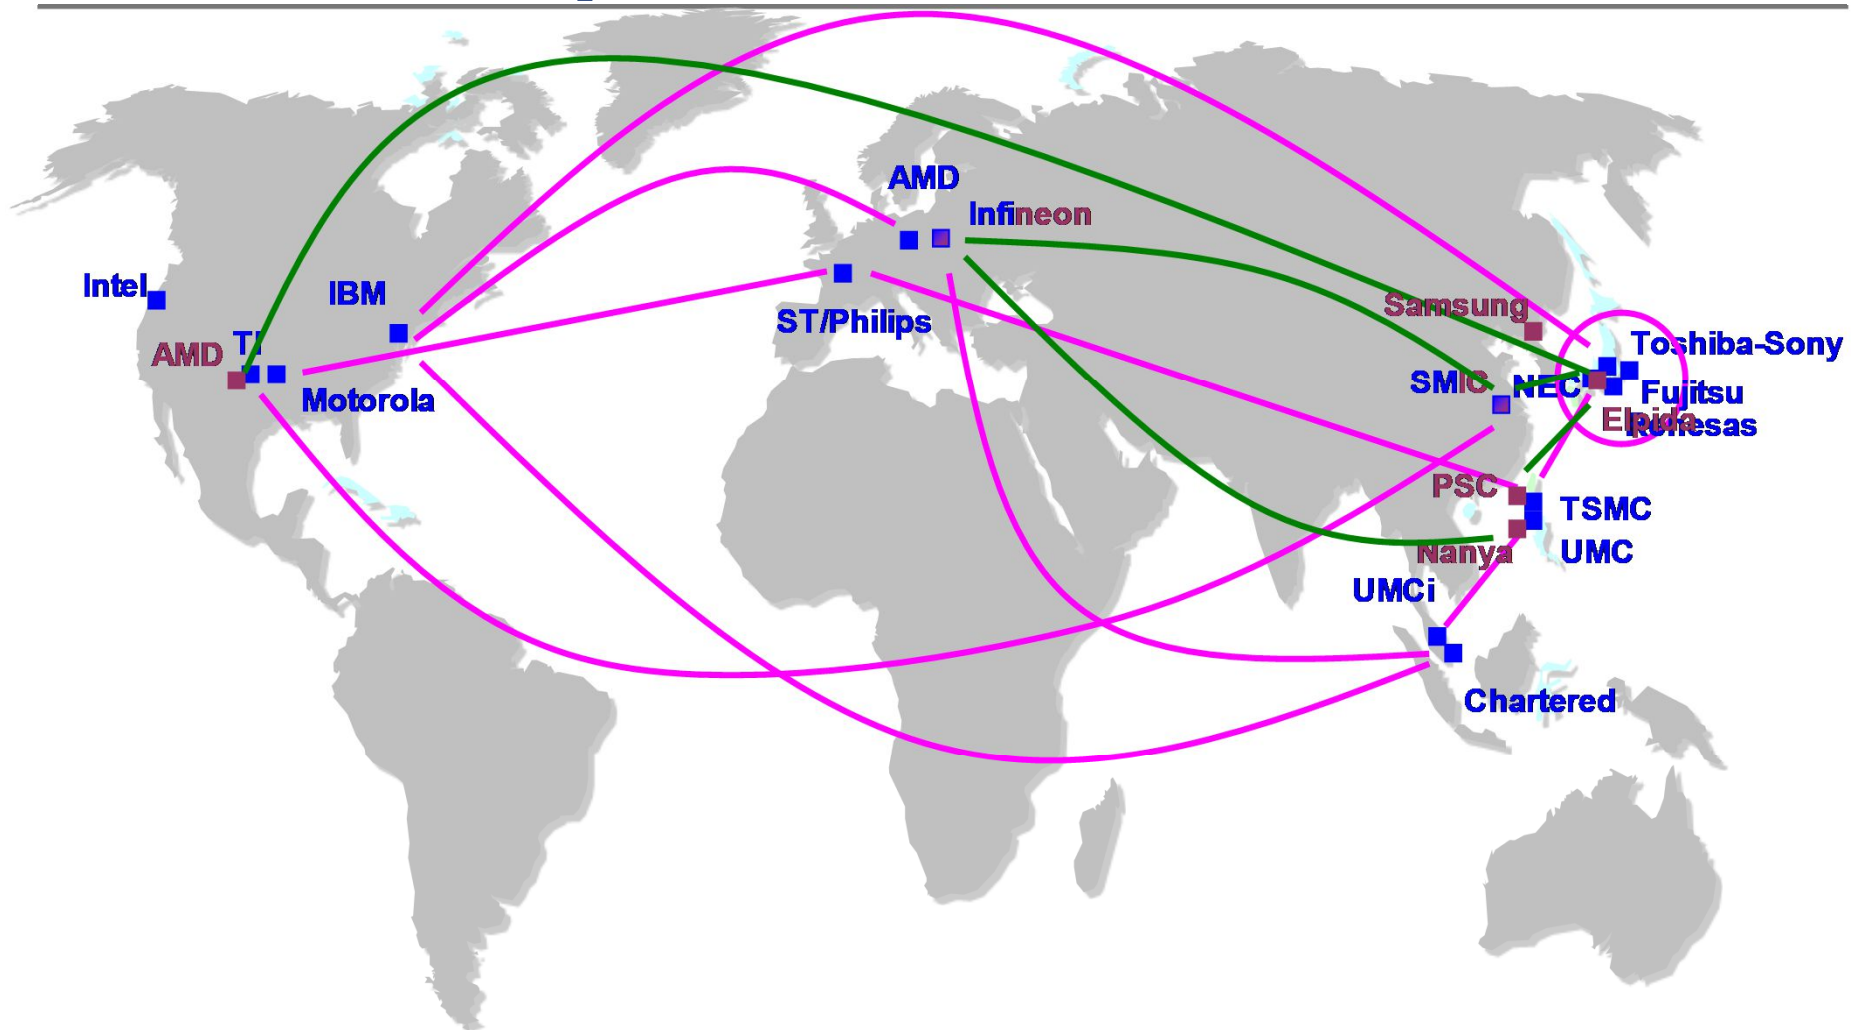 AMD
Infineon
Intel
IBM
Samsung
ST/Philips
TI
AMD
Toshiba-Sony
Motorola
SMIC
NEC
Fujitsu
Elpida
Renesas
PSC
TSMC
Nanya
UMC
UMCi
Chartered